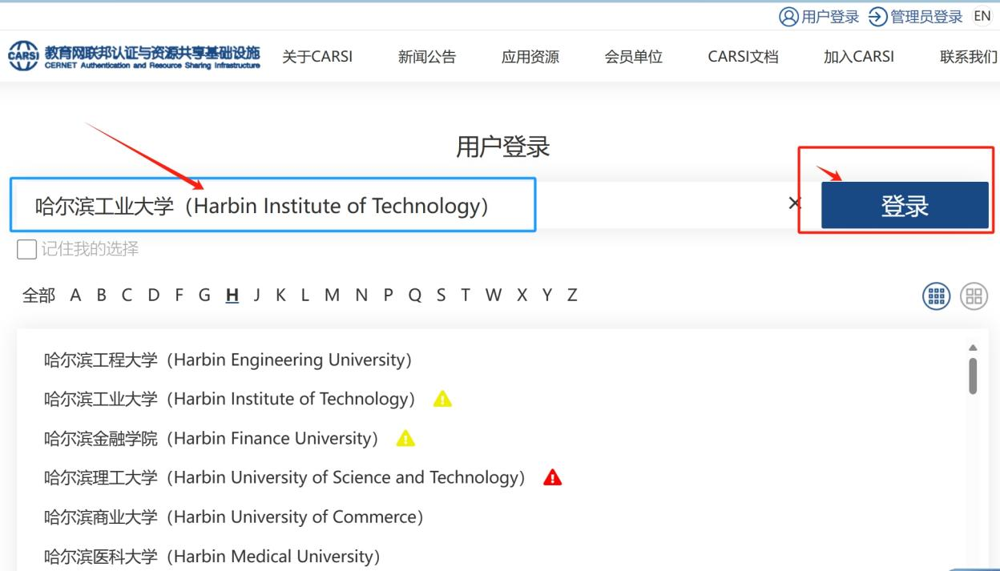 用户登录 管理员登录 EN
CARSI 教育网联邦认证与资源共享基础设施
CERNET Authentication and Resource Sharing Infrastructure
关于CARSI 新闻公告 应用资源 会员单位 CARSI文档 加入CARSI 联系我们
用户登录
哈尔滨工业大学（Harbin Institute of Technology） × 登录
记住我的选择
全部 A B C D F G H J K L M N P Q S T W X Y Z
哈尔滨工程大学（Harbin Engineering University）
哈尔滨工业大学（Harbin Institute of Technology）
哈尔滨金融学院（Harbin Finance University）
哈尔滨理工大学（Harbin University of Science and Technology）
哈尔滨商业大学（Harbin University of Commerce）
哈尔滨医科大学（Harbin Medical University）